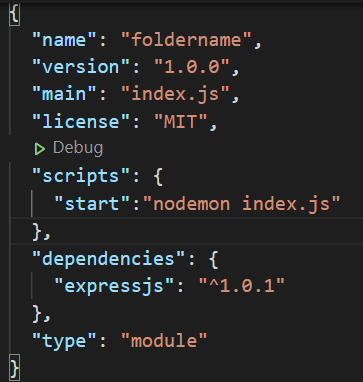 {
"name": "foldername",
"version": "1.0.0",
"main": "index.js",
"license": "MIT",
Debug
"scripts": {
"start":"nodemon index.js"
},
"dependencies": {
"expressjs": "^1.0.1"
},
"type": "module"
}